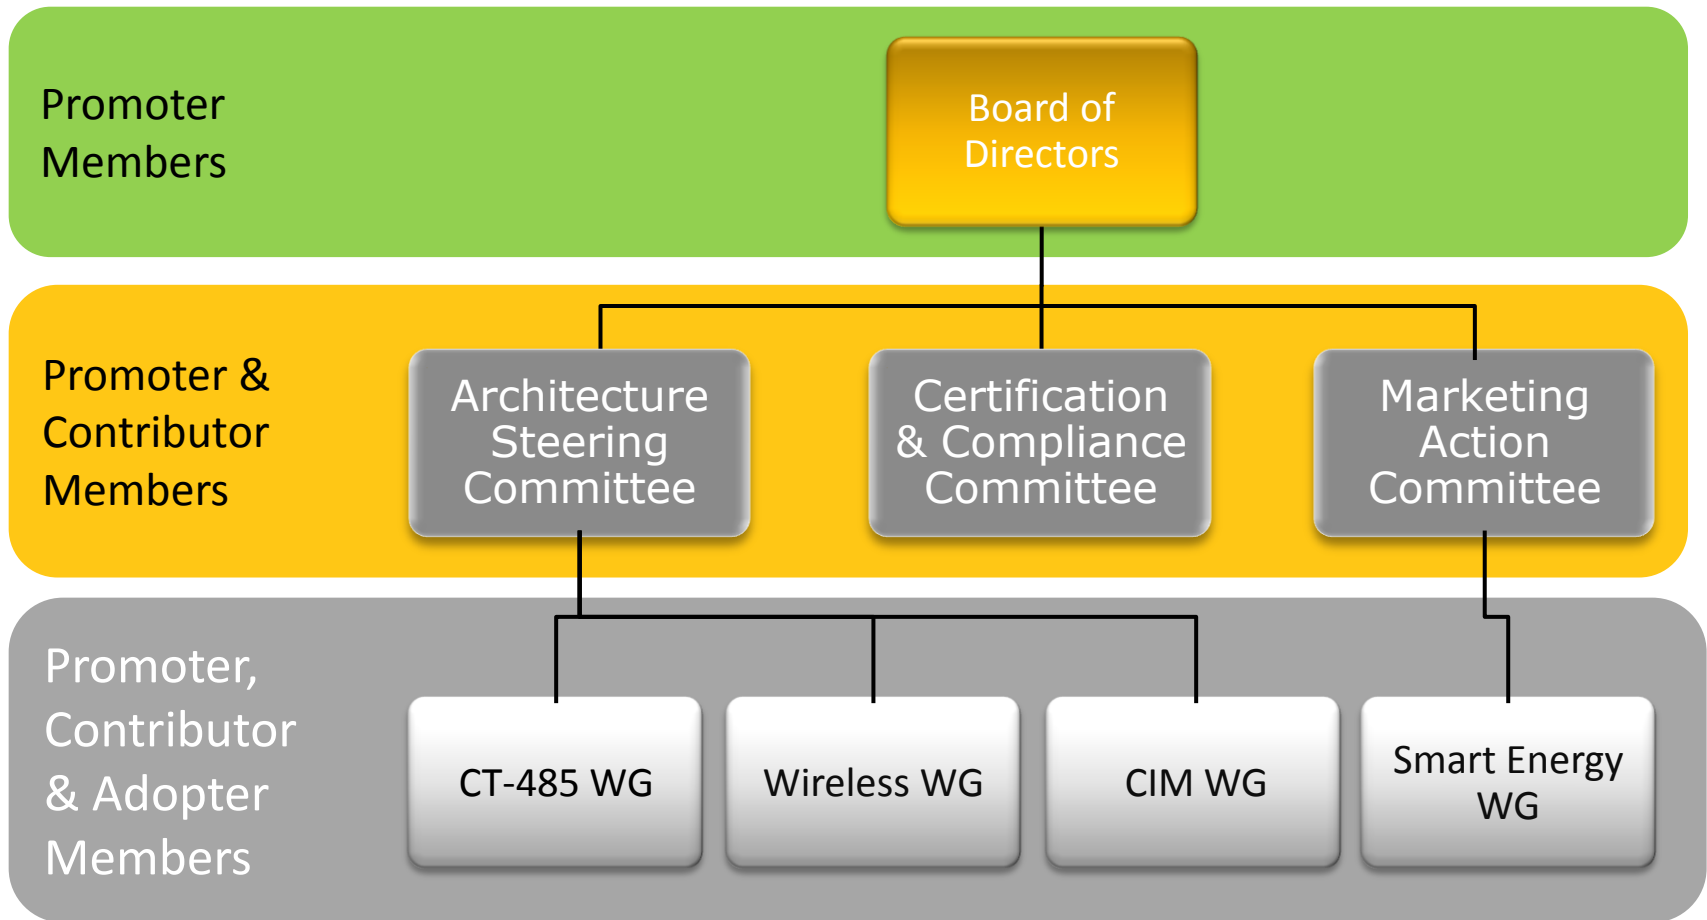 Promoter
Members
Board of
Directors
Promoter &
Contributor
Members
Architecture
Steering
Committee
Certification
& Compliance
Committee
Marketing
Action
Committee
Promoter,
Contributor
& Adopter
Members
CT-485 WG
Wireless WG
CIM WG
Smart Energy
WG